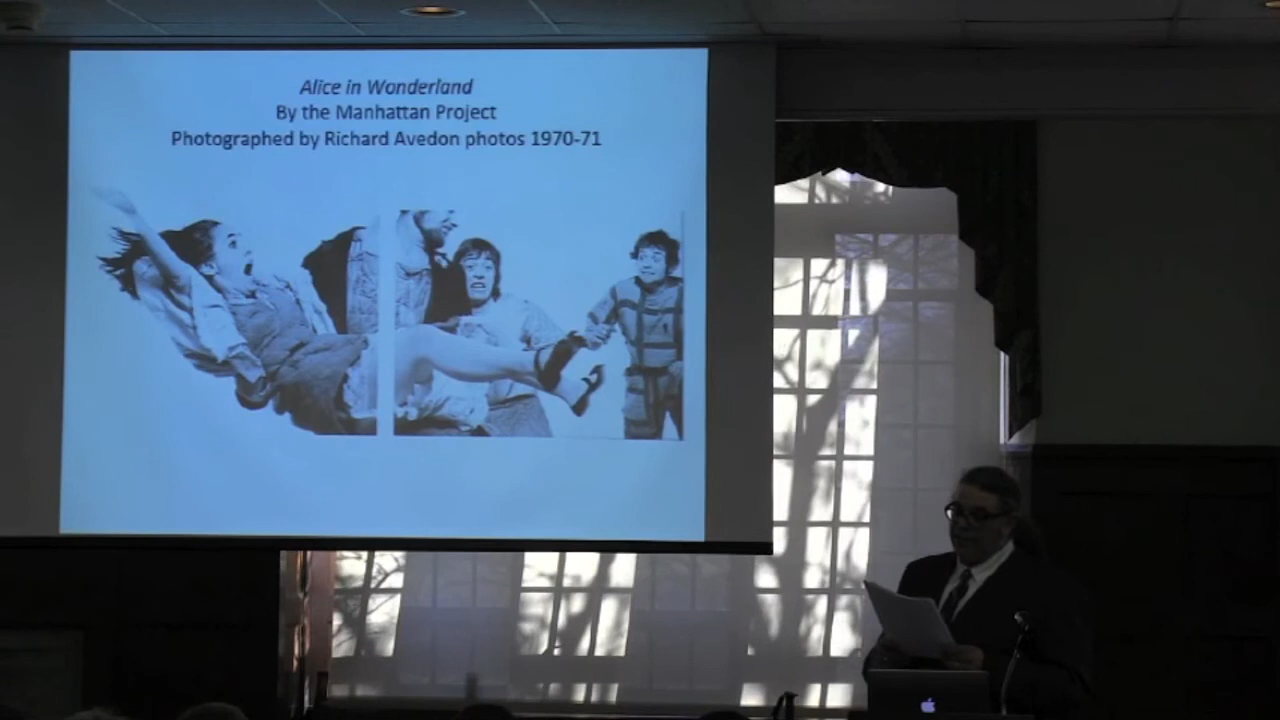 Alice in Wonderland
By the Manhattan Project
Photographed by Richard Avedon photos 1970-71